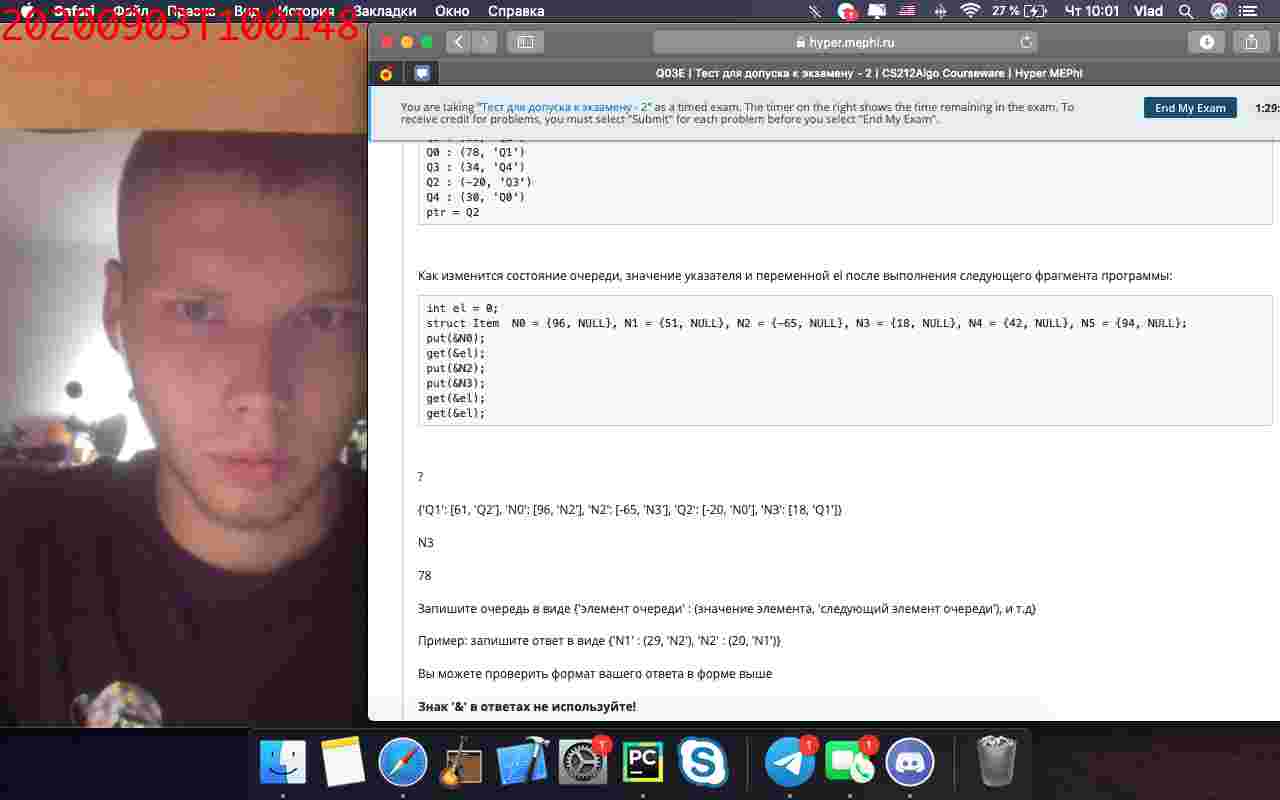 20200903T100148
Safari Файл Правка Вид История Закладки Окно Справка 27 % Чт 10:01 Vlad
hyper.mephi.ru
Q03E | Тест для допуска к экзамену - 2 | CS212Algo Courseware | Hyper MEPhI
You are taking "Тест для допуска к экзамену - 2" as a timed exam. The timer on the right shows the time remaining in the exam. To
receive credit for problems, you must select "Submit" for each problem before you select "End My Exam".
End My Exam
1:29:
Q0 : (78, 'Q1')
Q3 : (34, 'Q4')
Q2 : (-20, 'Q3')
Q4 : (30, 'Q0')
ptr = Q2
Как изменится состояние очереди, значение указателя и переменной el после выполнения следующего фрагмента программы:
int el = 0;
struct Item  N0 = {96, NULL}, N1 = {51, NULL}, N2 = {-65, NULL}, N3 = {18, NULL}, N4 = {42, NULL}, N5 = {94, NULL};
put(&N0);
get(&el);
put(&N2);
put(&N3);
get(&el);
get(&el);
?
{'Q1': [61, 'Q2'], 'N0': [96, 'N2'], 'N2': [-65, 'N3'], 'Q2': [-20, 'N0'], 'N3': [18, 'Q1']}
N3
78
Запишите очередь в виде {'элемент очереди' : (значение элемента, 'следующий элемент очереди'), и т.д}
Пример: запишите ответ в виде {'N1' : (29, 'N2'), 'N2' : (20, 'N1')}
Вы можете проверить формат вашего ответа в форме выше
Знак '&' в ответах не используйте!
1
PC
1
1